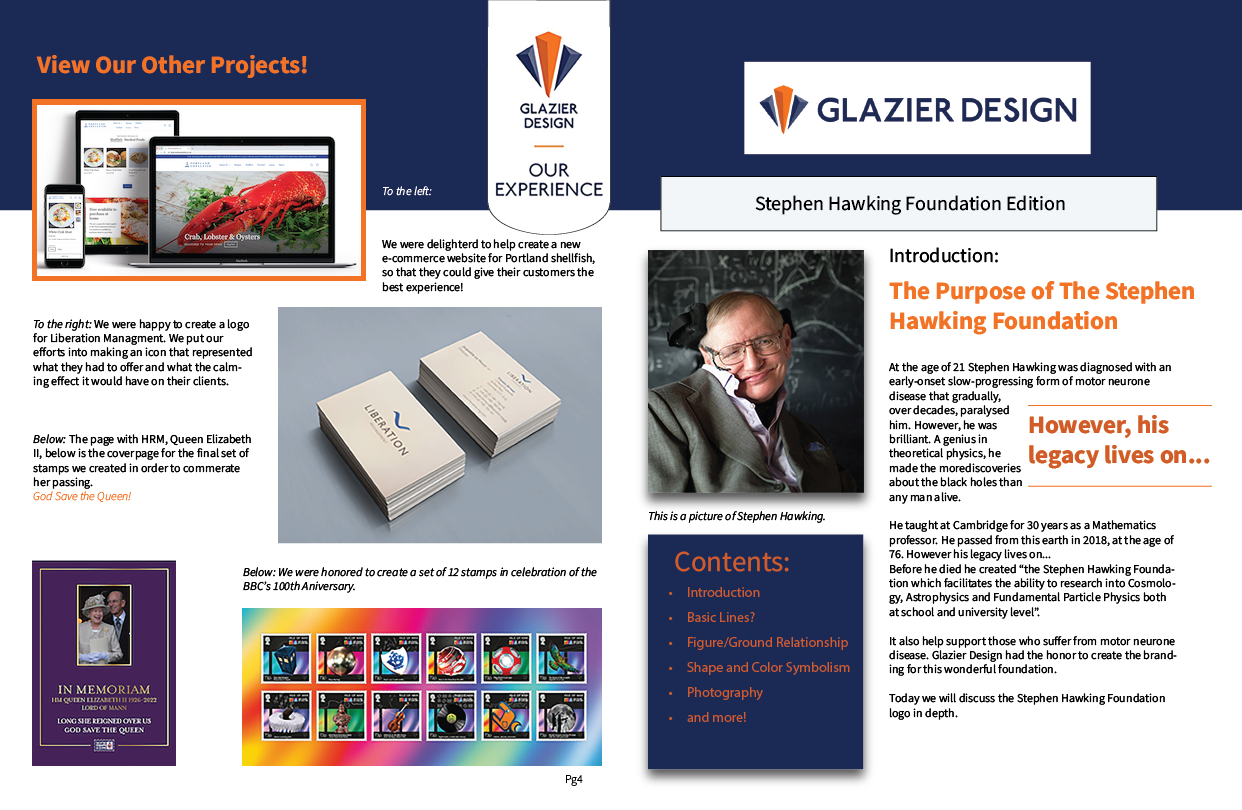 View Our Other Projects!
GLAZIER
DESIGN
OUR
EXPERIENCE
Crab, Lobster & Oysters
To the left:
We were delighterd to help create a new
e-commerce website for Portland shellfish,
so that they could give their customers the
best experience!
To the right: We were happy to create a logo
for Liberation Managment. We put our
efforts into making an icon that represented
what they had to offer and what the calm-
ing effect it would have on their clients.
LIBERATION
LIBERATION
Below: The page with HRM, Queen Elizabeth
II, below is the coverpage for the final set of
stamps we created in order to commerate
her passing.
God Save the Queen!
IN MEMORIAM
HM QUEEN ELIZABETH II 1926-2022
LORD OF MANN
LONG SHE REIGNED OVER US
GOD SAVE THE QUEEN
Below: We were honored to create a set of 12 stamps in celebration of the
BBC's 100th Aniversary.
Pg4
GLAZIER DESIGN
Stephen Hawking Foundation Edition
This is a picture of Stephen Hawking.
Contents:
• Introduction
• Basic Lines?
• Figure/Ground Relationship
• Shape and Color Symbolism
• Photography
• and more!
Introduction:
The Purpose of The Stephen
Hawking Foundation
At the age of 21 Stephen Hawking was diagnosed with an
early-onset slow-progressing form of motor neurone
disease that gradually,
over decades, paralysed
him. However, he was
brilliant. A genius in
theoretical physics, he
made the morediscoveries
about the black holes than
any man alive.
However, his
legacy lives on...
He taught at Cambridge for 30 years as a Mathematics
professor. He passed from this earth in 2018, at the age of
76. However his legacy lives on...
Before he died he created “the Stephen Hawking Founda-
tion which facilitates the ability to research into Cosmolo-
gy, Astrophysics and Fundamental Particle Physics both
at school and university level”.
It also help support those who suffer from motor neurone
disease. Glazier Design had the honor to create the brand-
ing for this wonderful foundation.
Today we will discuss the Stephen Hawking Foundation
logo in depth.